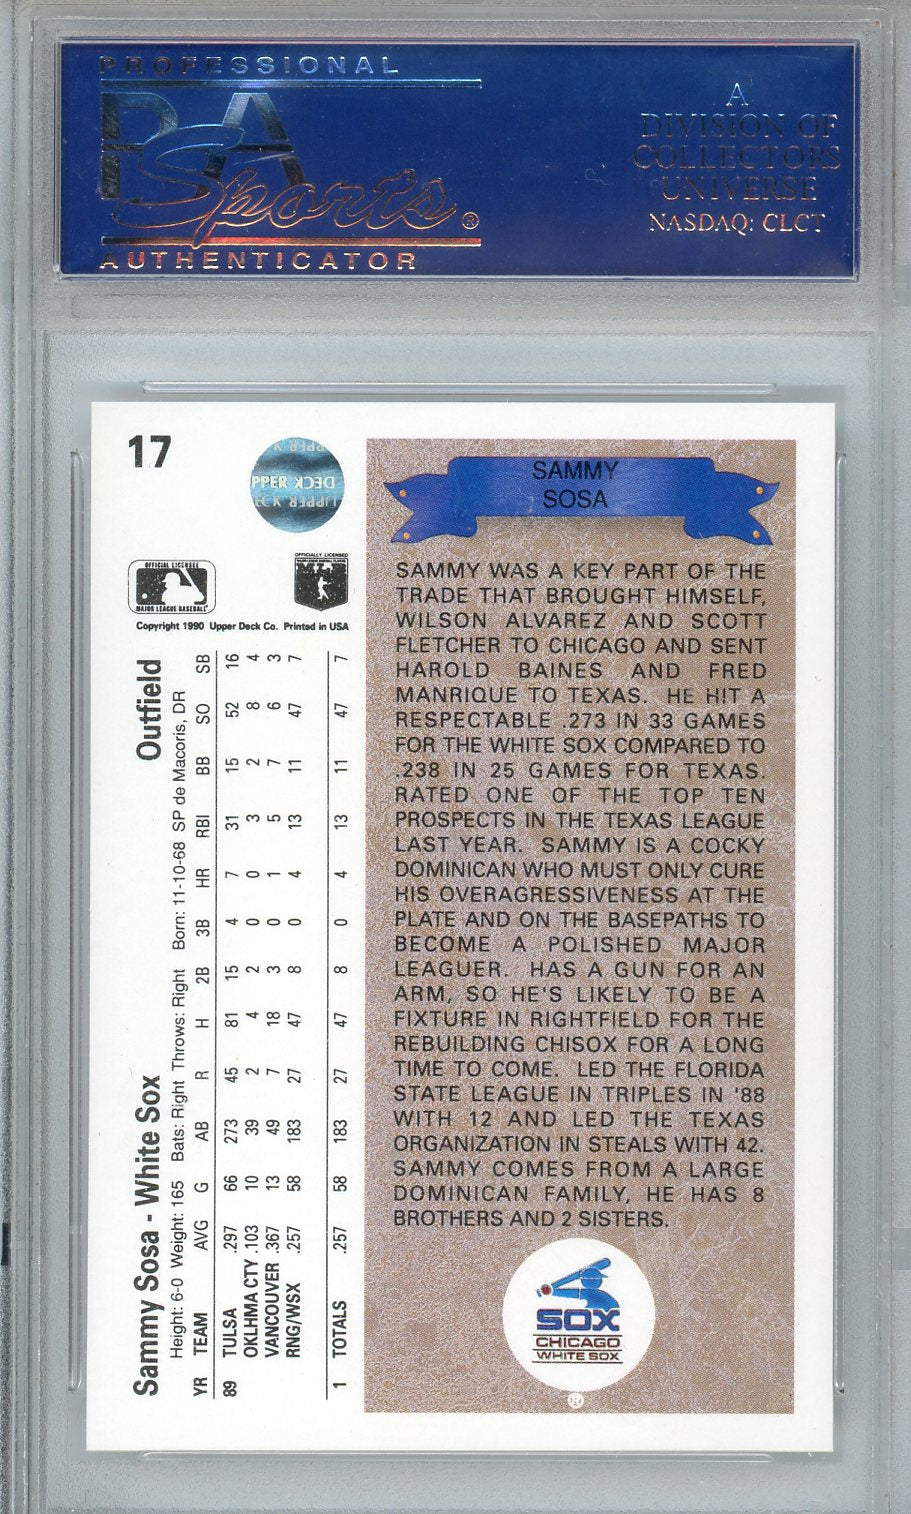 PROFESSIONAL
PSA
Sports®
AUTHENTICATOR
A
DIVISION OF
COLLECTORS
UNIVERSE
NASDAQ: CLCT
17
UPPER DECK
OFFICIAL LICENSEE
MAJOR LEAGUE BASEBALL
OFFICIALLY LICENSED
Copyright 1990 Upper Deck Co. Printed in USA
Sammy Sosa - White Sox Outfield
Height: 6-0 Weight: 165 Bats: Right Throws: Right Born: 11-10-68 SP de Macoris, DR
YR TEAM AVG G AB R H 2B 3B HR RBI BB SO SB
89 TULSA .297 66 273 45 81 15 4 7 31 15 52 16
OKLHMA CTY .103 10 39 2 4 2 0 0 3 2 8 4
VANCOUVER .367 13 49 7 18 3 0 1 5 7 6 3
RNG/WSX .257 58 183 27 47 8 0 4 13 11 47 7
1 TOTALS .257 58 183 27 47 8 0 4 13 11 47 7
SAMMY
SOSA
SAMMY WAS A KEY PART OF THE
TRADE THAT BROUGHT HIMSELF,
WILSON ALVAREZ AND SCOTT
FLETCHER TO CHICAGO AND SENT
HAROLD BAINES AND FRED
MANRIQUE TO TEXAS. HE HIT A
RESPECTABLE .273 IN 33 GAMES
FOR THE WHITE SOX COMPARED TO
.238 IN 25 GAMES FOR TEXAS.
RATED ONE OF THE TOP TEN
PROSPECTS IN THE TEXAS LEAGUE
LAST YEAR. SAMMY IS A COCKY
DOMINICAN WHO MUST ONLY CURE
HIS OVERAGRESSIVENESS AT THE
PLATE AND ON THE BASEPATHS TO
BECOME A POLISHED MAJOR
LEAGUER. HAS A GUN FOR AN
ARM, SO HE'S LIKELY TO BE A
FIXTURE IN RIGHTFIELD FOR THE
REBUILDING CHISOX FOR A LONG
TIME TO COME. LED THE FLORIDA
STATE LEAGUE IN TRIPLES IN '88
WITH 12 AND LED THE TEXAS
ORGANIZATION IN STEALS WITH 42.
SAMMY COMES FROM A LARGE
DOMINICAN FAMILY, HE HAS 8
BROTHERS AND 2 SISTERS.
SOX
CHICAGO
WHITE SOX
®